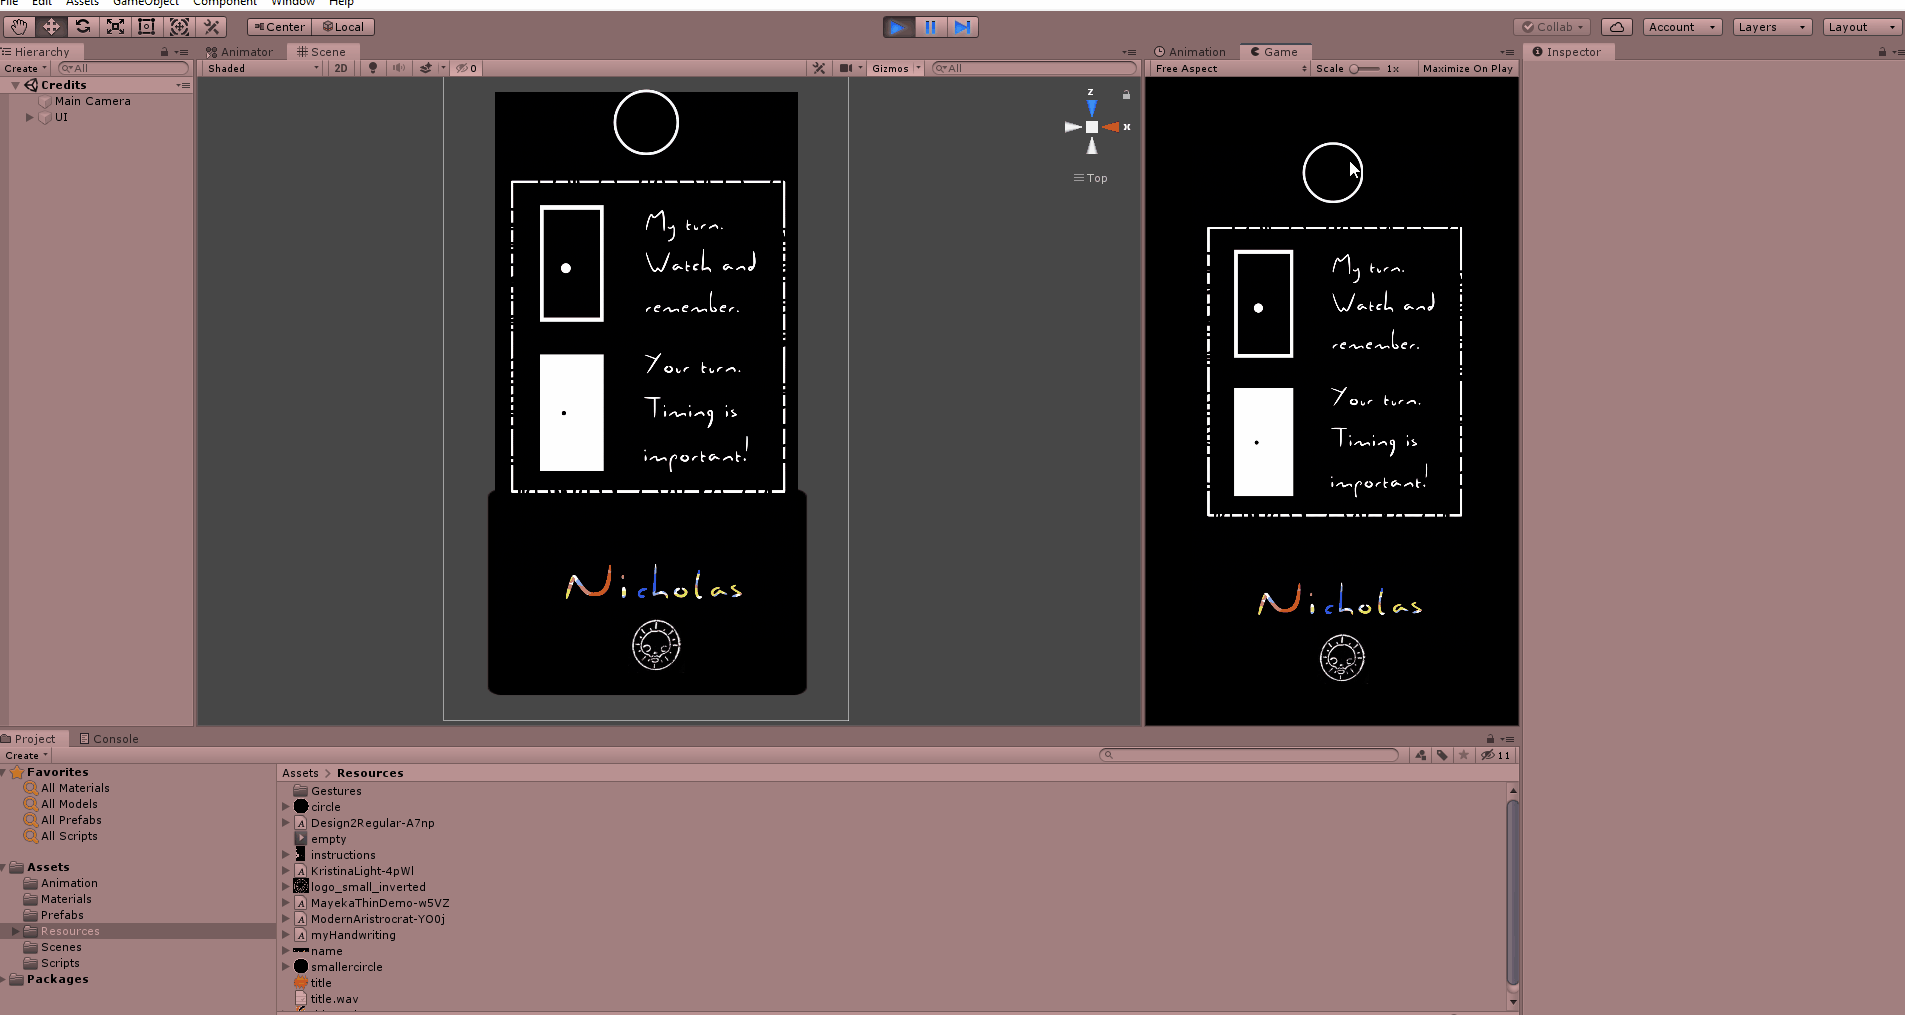 File Edit Assets GameObject Component Window Help
Center Local
Collab Account Layers Layout
Hierarchy
Create All
Credits
Main Camera
UI
Animator Scene
Shaded 2D 0 Gizmos All
z
x
Top
My turn.
Watch and
remember.
Your turn.
Timing is
important!
Nicholas
Animation Game
Free Aspect Scale 1x Maximize On Play
My turn.
Watch and
remember.
Your turn.
Timing is
important!
Nicholas
Inspector
Project Console
Create
11
Favorites
All Materials
All Models
All Prefabs
All Scripts
Assets
Animation
Materials
Prefabs
Resources
Scenes
Scripts
Packages
Assets > Resources
Gestures
circle
Design2Regular-A7np
empty
instructions
KristinaLight-4pWl
logo_small_inverted
MayekaThinDemo-w5VZ
ModernAristrocrat-YO0j
myHandwriting
name
smallercircle
title
title.wav